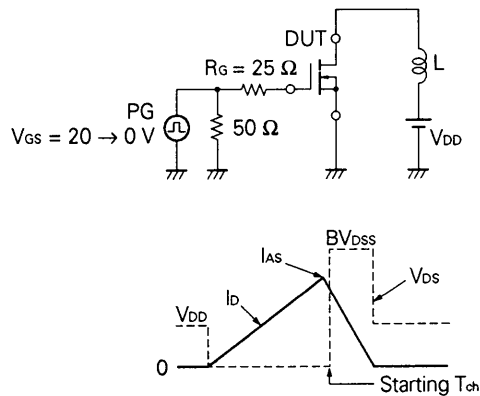 DUT
RG = 25 Ω
L
PG
50 Ω
VGS = 20 → 0 V
VDD
BVDSS
IAS
VDS
ID
VDD
0
Starting Tch